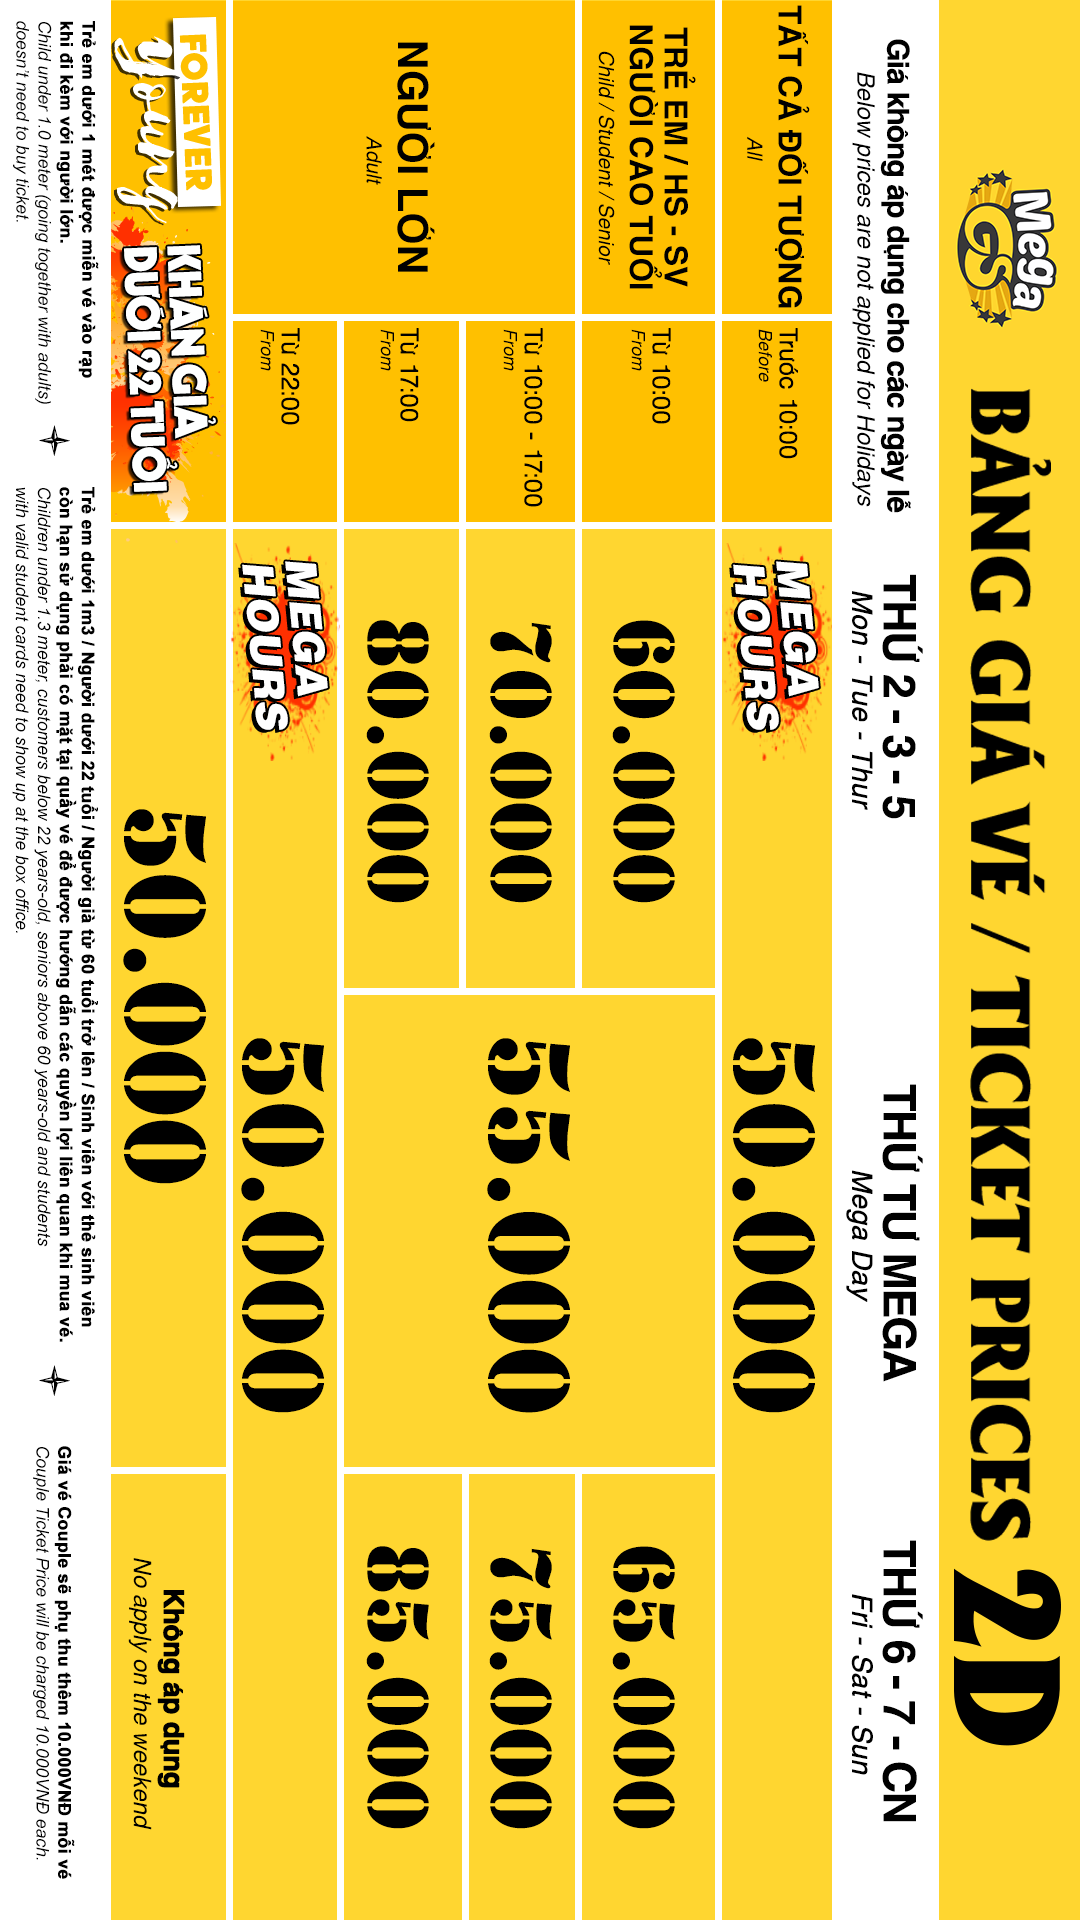 Mega
GS
BẢNG GIÁ VÉ / TICKET PRICES 2D
Giá không áp dụng cho các ngày lễ
Below prices are not applied for Holidays
THỨ 2 - 3 - 5
Mon - Tue - Thur
THỨ TƯ MEGA
Mega Day
THỨ 6 - 7 - CN
Fri - Sat - Sun
TẤT CẢ ĐỐI TƯỢNG
All
Trước 10:00
Before
MEGA
HOURS
50.000
TRẺ EM / HS - SV
NGƯỜI CAO TUỔI
Child / Student / Senior
Từ 10:00
From
60.000
55.000
65.000
NGƯỜI LỚN
Adult
Từ 10:00 - 17:00
From
70.000
75.000
Từ 17:00
From
80.000
85.000
Từ 22:00
From
MEGA
HOURS
50.000
FOREVER
young
KHÁN GIẢ
DƯỚI 22 TUỔI
50.000
Không áp dụng
No apply on the weekend
Trẻ em dưới 1 mét được miễn vé vào rạp
khi đi kèm với người lớn.
Child under 1.0 meter (going together with adults)
doesn't need to buy ticket.
Trẻ em dưới 1m3 / Người dưới 22 tuổi / Người già từ 60 tuổi trở lên / Sinh viên với thẻ sinh viên
còn hạn sử dụng phải có mặt tại quầy vé để được hướng dẫn các quyền lợi liên quan khi mua vé.
Children under 1.3 meter, customers below 22 years-old, seniors above 60 years-old and students
with valid student cards need to show up at the box office.
Giá vé Couple sẽ phụ thu thêm 10.000VNĐ mỗi vé
Couple Ticket Price will be charged 10.000VNĐ each.